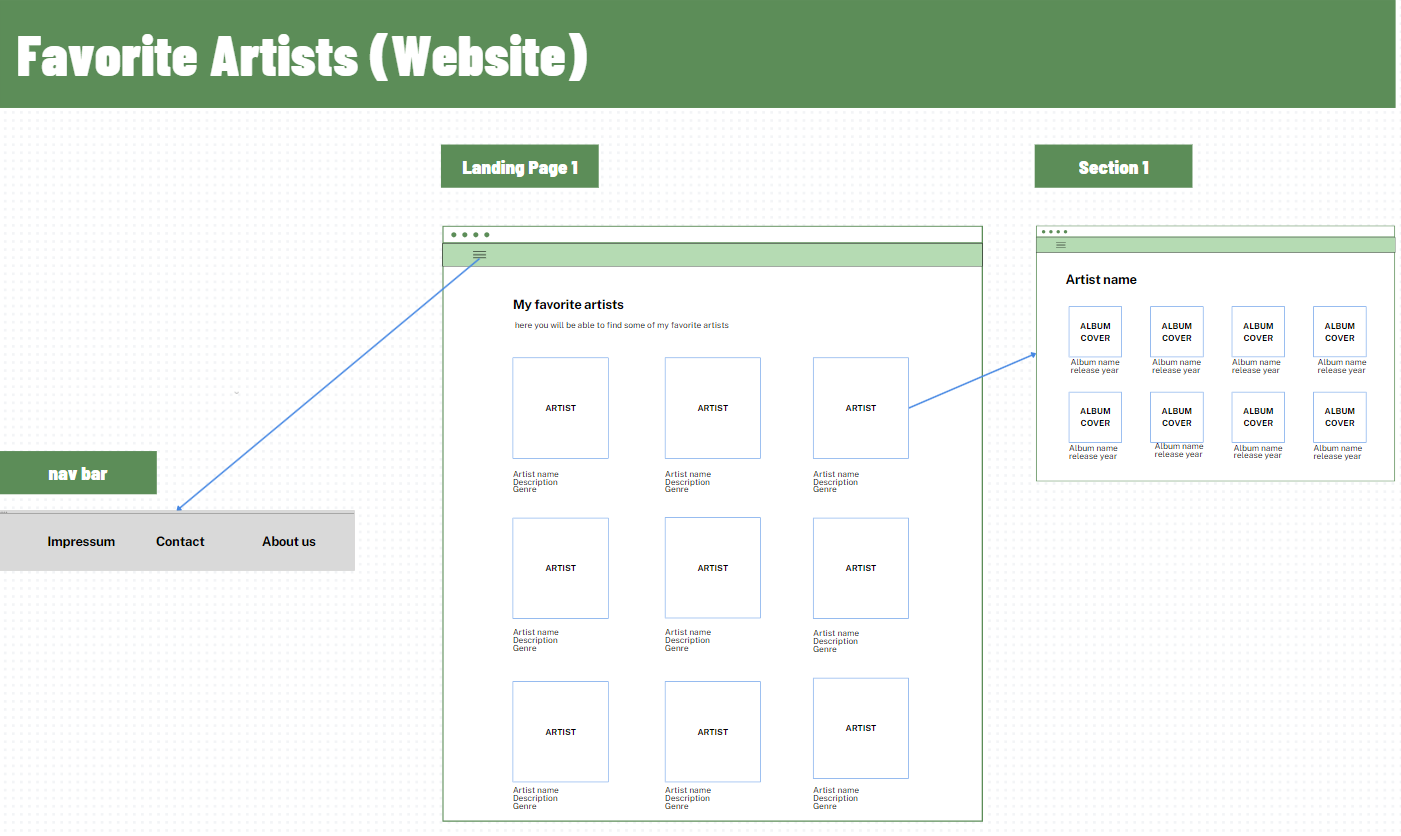 Favorite Artists (Website)
Landing Page 1
Section 1
nav bar
Impressum Contact About us
My favorite artists
here you will be able to find some of my favorite artists
ARTIST ARTIST ARTIST
Artist name Artist name Artist name
Description Description Description
Genre Genre Genre
ARTIST ARTIST ARTIST
Artist name Artist name Artist name
Description Description Description
Genre Genre Genre
ARTIST ARTIST ARTIST
Artist name Artist name Artist name
Description Description Description
Genre Genre Genre
Artist name
ALBUM ALBUM ALBUM ALBUM
COVER COVER COVER COVER
Album name Album name Album name Album name
release year release year release year release year
ALBUM ALBUM ALBUM ALBUM
COVER COVER COVER COVER
Album name Album name Album name Album name
release year release year release year release year